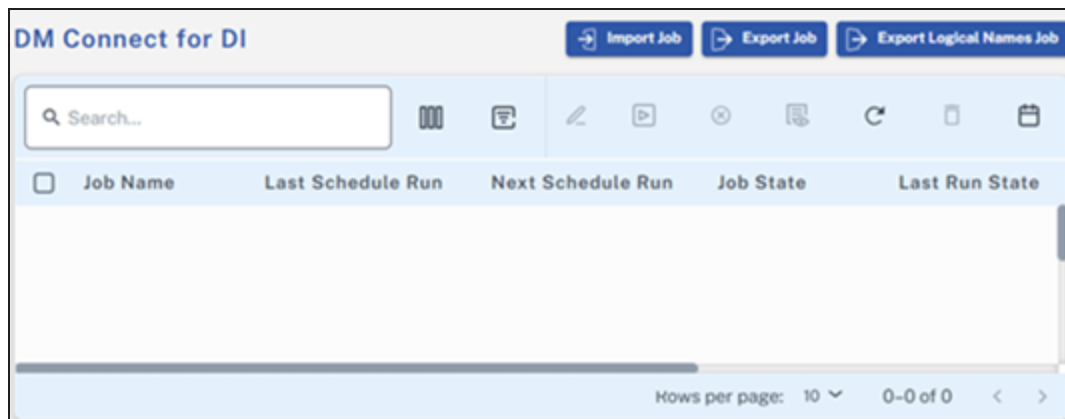 DM Connect for DI
Import Job
Export Job
Export Logical Names Job
Search...
Job Name Last Schedule Run Next Schedule Run Job State Last Run State
Rows per page: 10 0-0 of 0